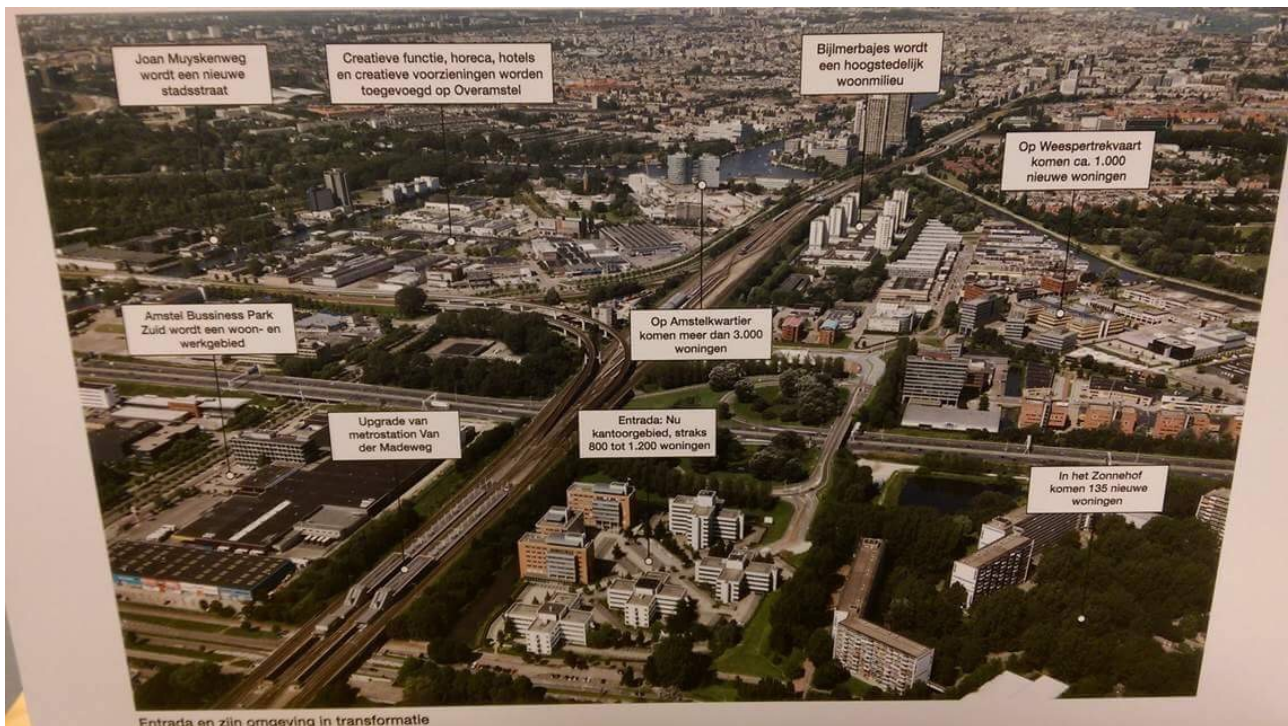 Joan Muyskenweg
wordt een nieuwe
stadsstraat
Creatieve functie, horeca, hotels
en creatieve voorzieningen worden
toegevoegd op Overamstel
Bijlmerbajes wordt
een hoogstedelijk
woonmilieu
Op Weespertrekvaart
komen ca. 1.000
nieuwe woningen
Amstel Bussiness Park
Zuid wordt een woon- en
werkgebied
Op Amstelkwartier
komen meer dan 3.000
woningen
Upgrade van
metrostation Van
der Madeweg
Entrada: Nu
kantoorgebied, straks
800 tot 1.200 woningen
In het Zonnehof
komen 135 nieuwe
woningen
Entrada en zijn omgeving in transformatie